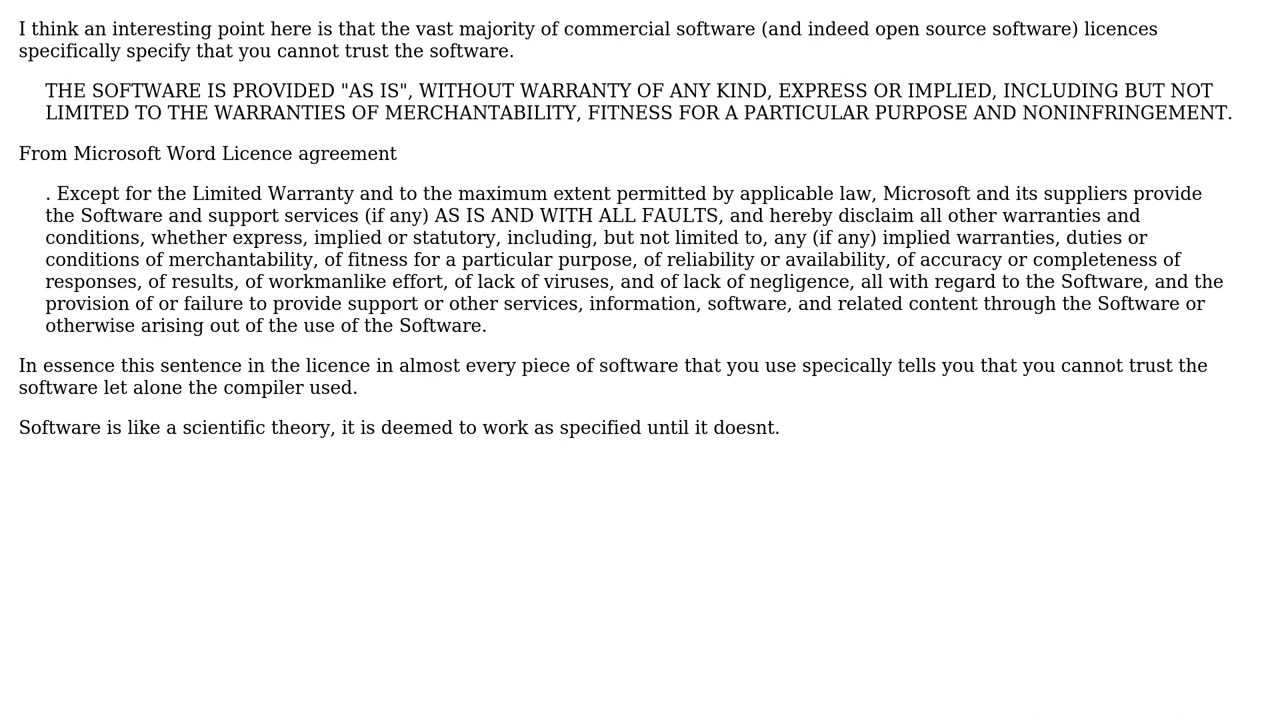 I think an interesting point here is that the vast majority of commercial software (and indeed open source software) licences
specifically specify that you cannot trust the software.
THE SOFTWARE IS PROVIDED "AS IS", WITHOUT WARRANTY OF ANY KIND, EXPRESS OR IMPLIED, INCLUDING BUT NOT
LIMITED TO THE WARRANTIES OF MERCHANTABILITY, FITNESS FOR A PARTICULAR PURPOSE AND NONINFRINGEMENT.
From Microsoft Word Licence agreement
. Except for the Limited Warranty and to the maximum extent permitted by applicable law, Microsoft and its suppliers provide
the Software and support services (if any) AS IS AND WITH ALL FAULTS, and hereby disclaim all other warranties and
conditions, whether express, implied or statutory, including, but not limited to, any (if any) implied warranties, duties or
conditions of merchantability, of fitness for a particular purpose, of reliability or availability, of accuracy or completeness of
responses, of results, of workmanlike effort, of lack of viruses, and of lack of negligence, all with regard to the Software, and the
provision of or failure to provide support or other services, information, software, and related content through the Software or
otherwise arising out of the use of the Software.
In essence this sentence in the licence in almost every piece of software that you use specically tells you that you cannot trust the
software let alone the compiler used.
Software is like a scientific theory, it is deemed to work as specified until it doesnt.